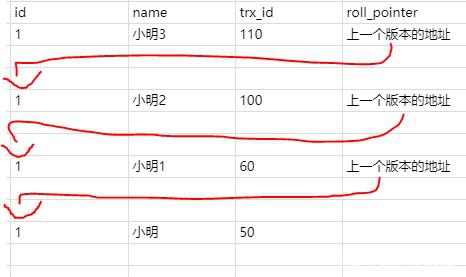 id name trx_id roll_pointer
1 小明3 110 上一个版本的地址
1 小明2 100 上一个版本的地址
1 小明1 60 上一个版本的地址
1 小明 50